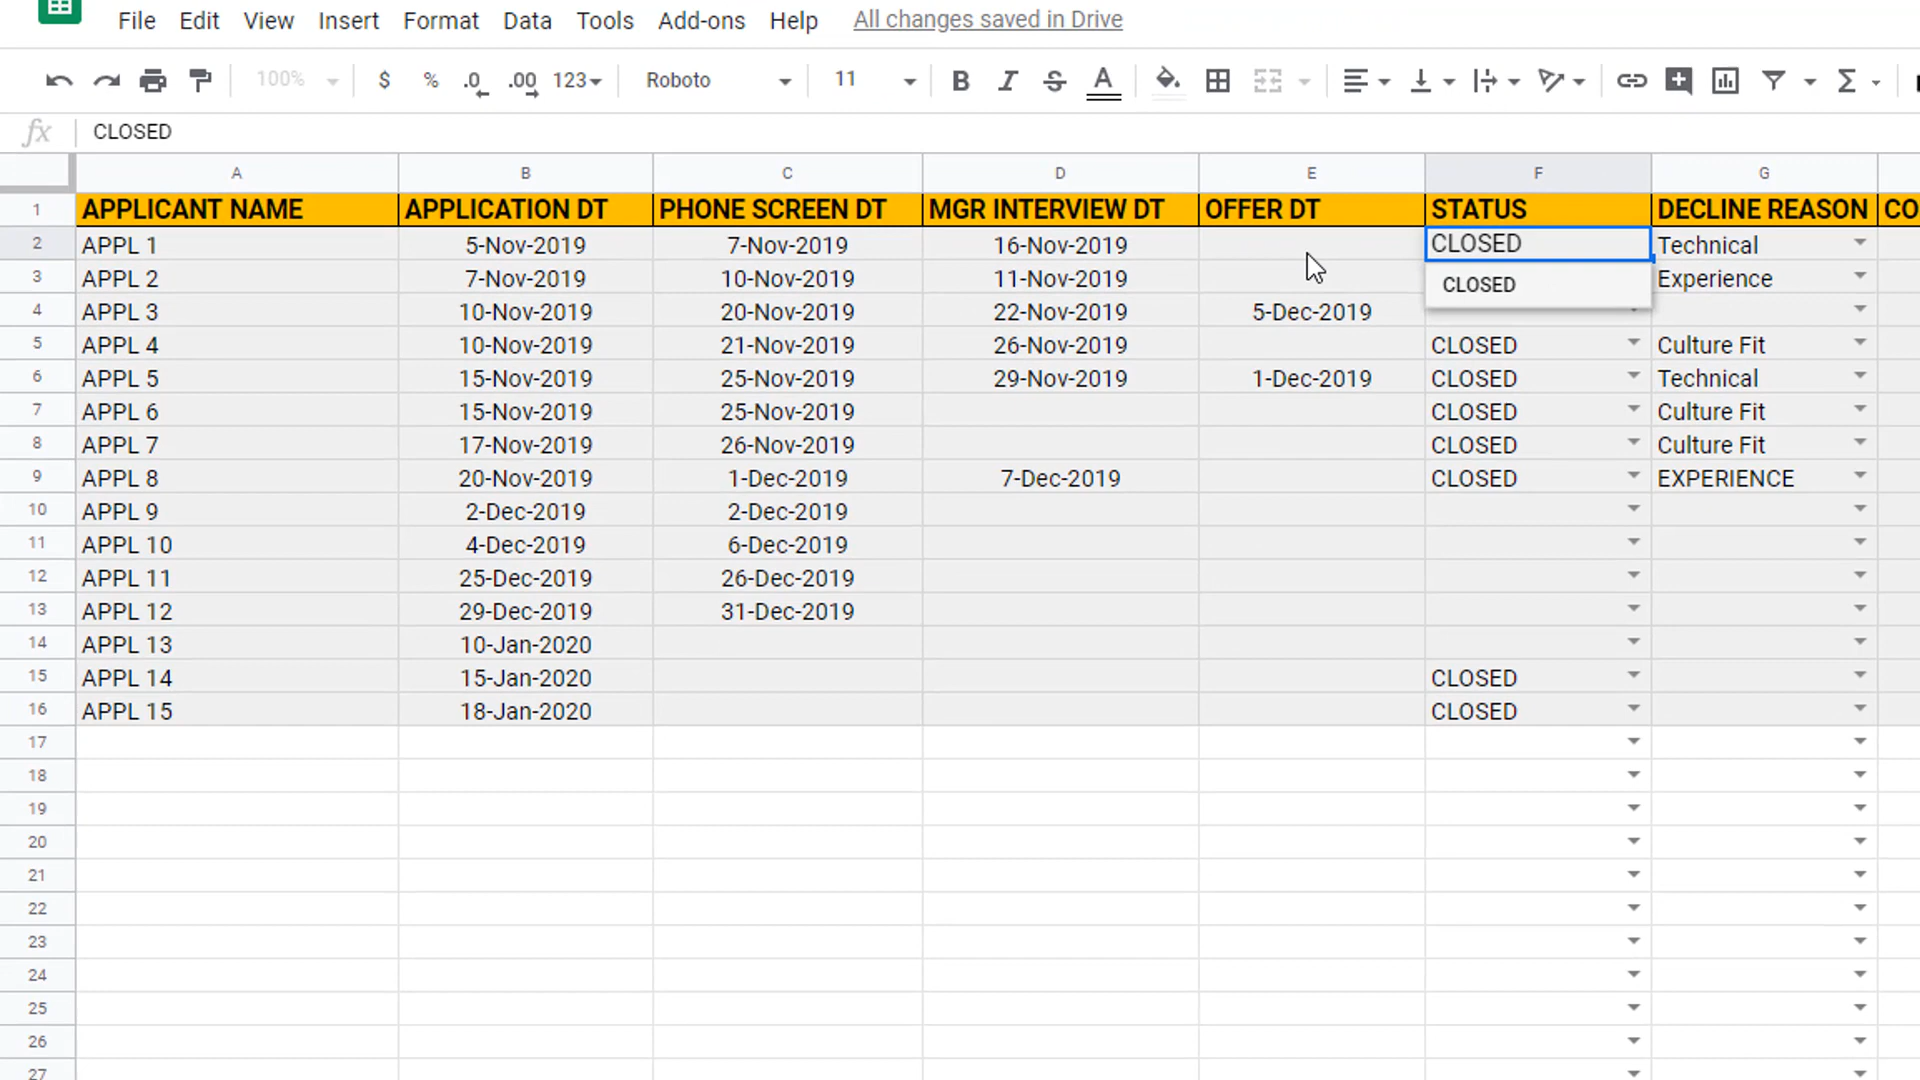 File Edit View Insert Format Data Tools Add-ons Help All changes saved in Drive
100% $ % .0 .00 123 Roboto 11 B I S A
fx CLOSED
A B C D E F G
1 APPLICANT NAME APPLICATION DT PHONE SCREEN DT MGR INTERVIEW DT OFFER DT STATUS DECLINE REASON CO
2 APPL 1 5-Nov-2019 7-Nov-2019 16-Nov-2019 CLOSED Technical
3 APPL 2 7-Nov-2019 10-Nov-2019 11-Nov-2019 CLOSED Experience
4 APPL 3 10-Nov-2019 20-Nov-2019 22-Nov-2019 5-Dec-2019
5 APPL 4 10-Nov-2019 21-Nov-2019 26-Nov-2019 CLOSED Culture Fit
6 APPL 5 15-Nov-2019 25-Nov-2019 29-Nov-2019 1-Dec-2019 CLOSED Technical
7 APPL 6 15-Nov-2019 25-Nov-2019 CLOSED Culture Fit
8 APPL 7 17-Nov-2019 26-Nov-2019 CLOSED Culture Fit
9 APPL 8 20-Nov-2019 1-Dec-2019 7-Dec-2019 CLOSED EXPERIENCE
10 APPL 9 2-Dec-2019 2-Dec-2019
11 APPL 10 4-Dec-2019 6-Dec-2019
12 APPL 11 25-Dec-2019 26-Dec-2019
13 APPL 12 29-Dec-2019 31-Dec-2019
14 APPL 13 10-Jan-2020
15 APPL 14 15-Jan-2020 CLOSED
16 APPL 15 18-Jan-2020 CLOSED
17
18
19
20
21
22
23
24
25
26
27